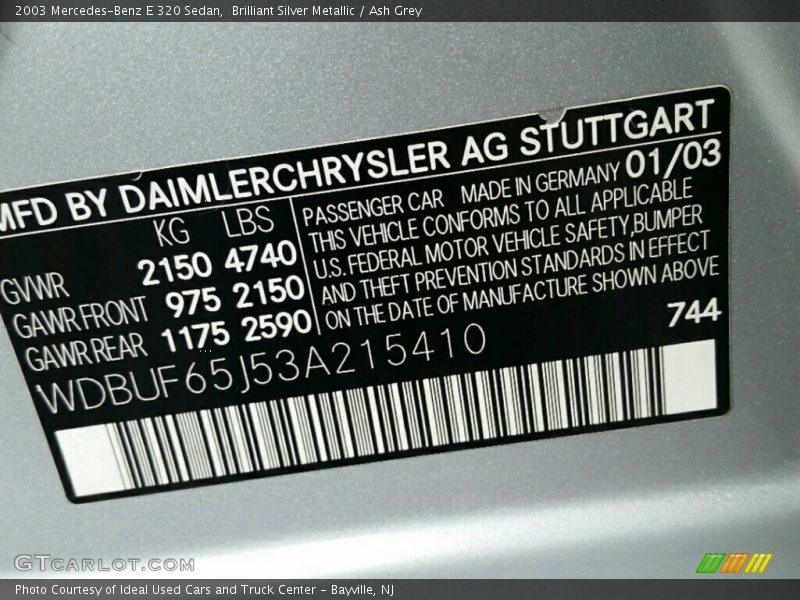 2003 Mercedes-Benz E 320 Sedan, Brilliant Silver Metallic / Ash Grey
MFD BY DAIMLERCHRYSLER AG STUTTGART
KG LBS
GVWR 2150 4740
GAWR FRONT 975 2150
GAWR REAR 1175 2590
PASSENGER CAR MADE IN GERMANY 01/03
THIS VEHICLE CONFORMS TO ALL APPLICABLE
U.S. FEDERAL MOTOR VEHICLE SAFETY,BUMPER
AND THEFT PREVENTION STANDARDS IN EFFECT
ON THE DATE OF MANUFACTURE SHOWN ABOVE
744
WDBUF65J53A215410
GTCARLOT.COM
Photo Courtesy of Ideal Used Cars and Truck Center - Bayville, NJ